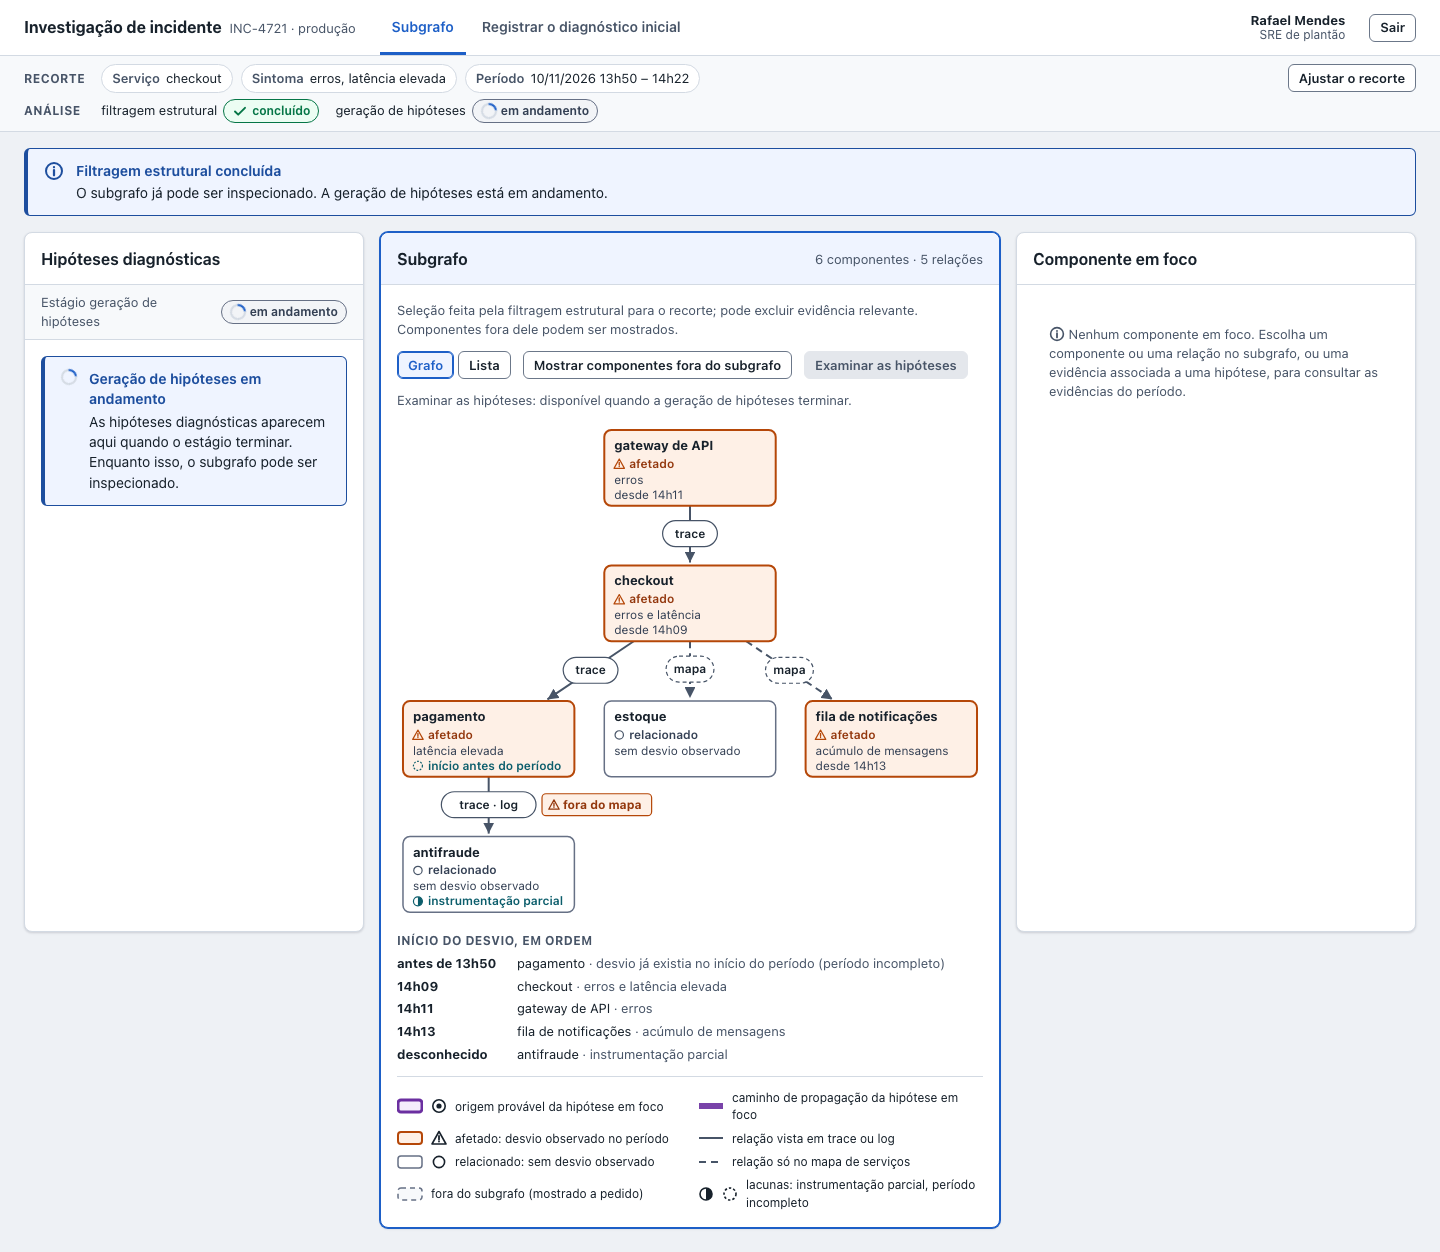 Investigação de incidente INC-4721 · produção
Subgrafo
Registrar o diagnóstico inicial
Rafael Mendes
SRE de plantão
Sair
RECORTE
Serviço checkout
Sintoma erros, latência elevada
Período 10/11/2026 13h50 – 14h22
Ajustar o recorte
ANÁLISE
filtragem estrutural concluído
geração de hipóteses em andamento
Filtragem estrutural concluída
O subgrafo já pode ser inspecionado. A geração de hipóteses está em andamento.
Hipóteses diagnósticas
Estágio geração de
hipóteses
em andamento
Geração de hipóteses em
andamento
As hipóteses diagnósticas aparecem
aqui quando o estágio terminar.
Enquanto isso, o subgrafo pode ser
inspecionado.
Subgrafo
6 componentes · 5 relações
Seleção feita pela filtragem estrutural para o recorte; pode excluir evidência relevante.
Componentes fora dele podem ser mostrados.
Grafo
Lista
Mostrar componentes fora do subgrafo
Examinar as hipóteses
Examinar as hipóteses: disponível quando a geração de hipóteses terminar.
gateway de API
afetado
erros
desde 14h11
trace
checkout
afetado
erros e latência
desde 14h09
trace
mapa
mapa
pagamento
afetado
latência elevada
início antes do período
estoque
relacionado
sem desvio observado
fila de notificações
afetado
acúmulo de mensagens
desde 14h13
trace · log
fora do mapa
antifraude
relacionado
sem desvio observado
instrumentação parcial
INÍCIO DO DESVIO, EM ORDEM
antes de 13h50 pagamento · desvio já existia no início do período (período incompleto)
14h09 checkout · erros e latência elevada
14h11 gateway de API · erros
14h13 fila de notificações · acúmulo de mensagens
desconhecido antifraude · instrumentação parcial
origem provável da hipótese em foco
caminho de propagação da hipótese em
foco
afetado: desvio observado no período
relação vista em trace ou log
relacionado: sem desvio observado
relação só no mapa de serviços
fora do subgrafo (mostrado a pedido)
lacunas: instrumentação parcial, período
incompleto
Componente em foco
Nenhum componente em foco. Escolha um
componente ou uma relação no subgrafo, ou uma
evidência associada a uma hipótese, para consultar as
evidências do período.